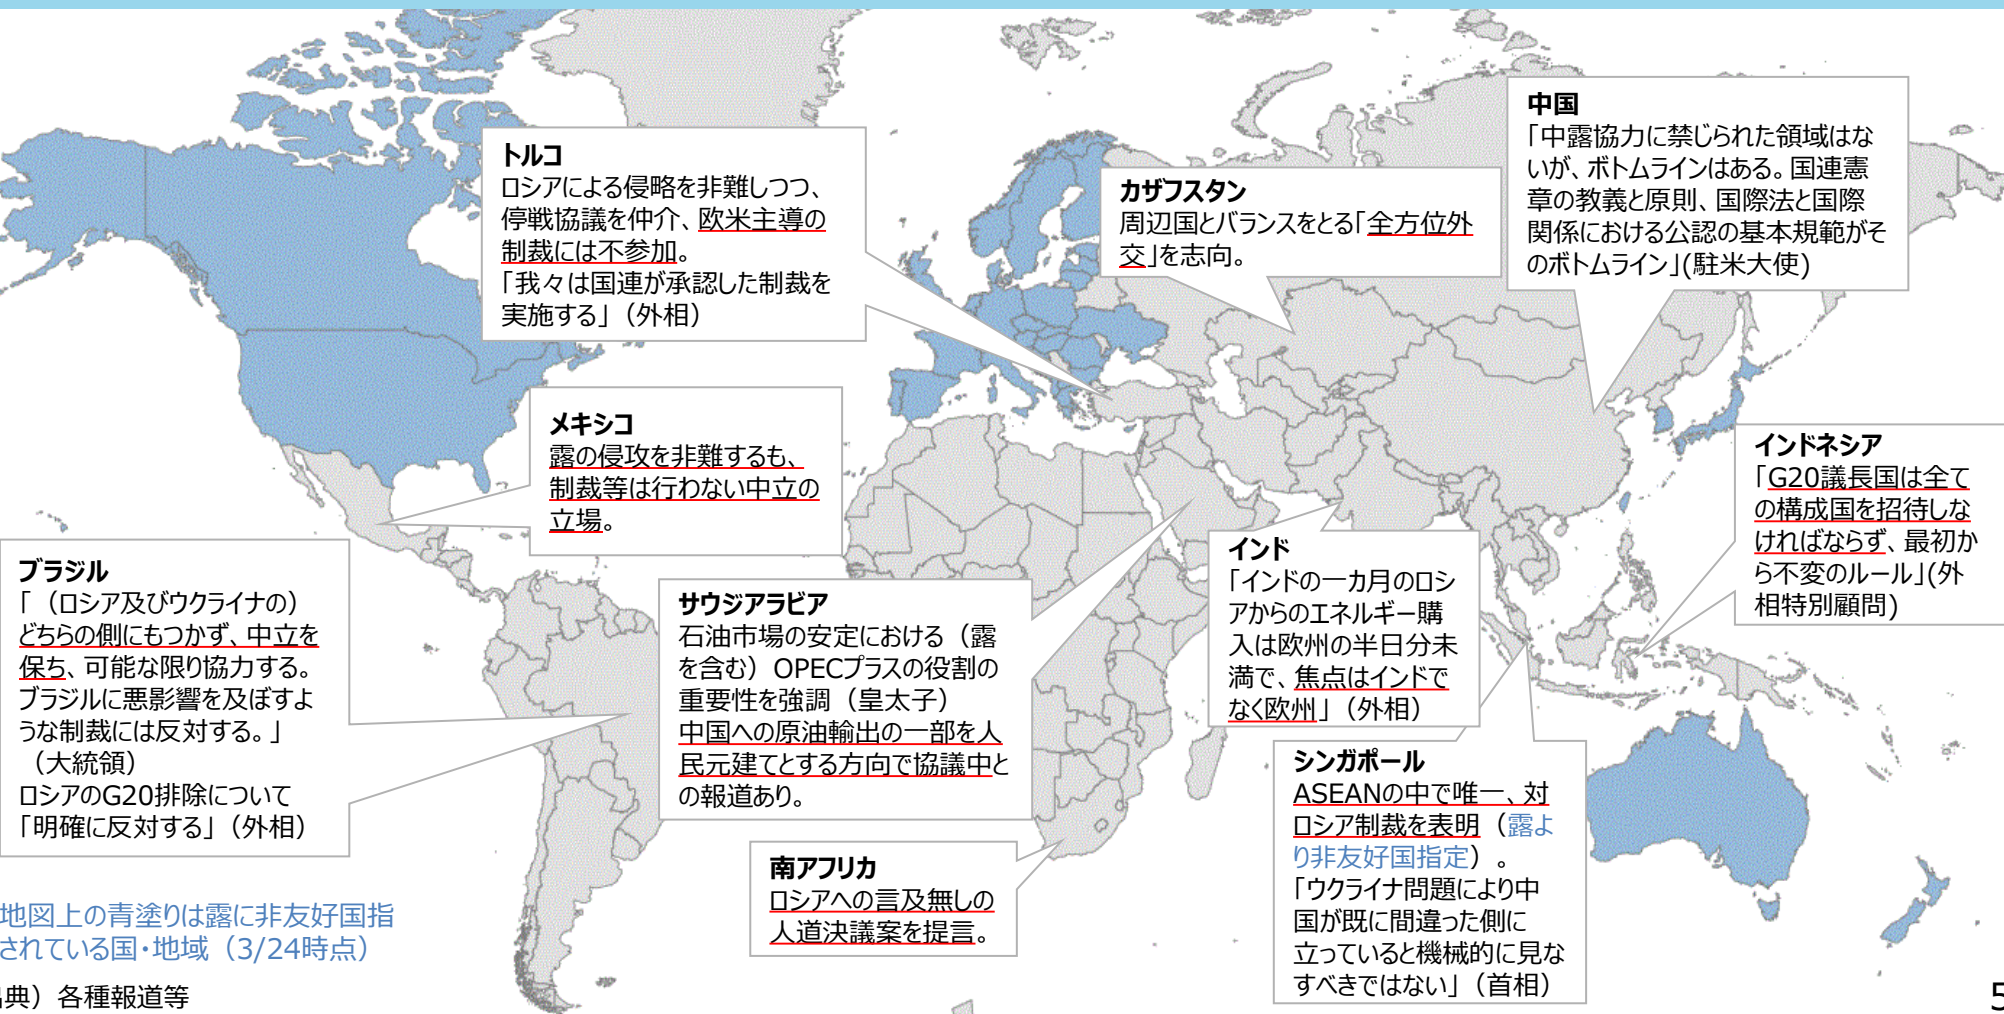 トルコ
ロシアによる侵略を非難しつつ、
停戦協議を仲介、欧米主導の
制裁には不参加。
「我々は国連が承認した制裁を
実施する」（外相）
カザフスタン
周辺国とバランスをとる「全方位外
交」を志向。
中国
「中露協力に禁じられた領域はな
いが、ボトムラインはある。国連憲
章の教義と原則、国際法と国際
関係における公認の基本規範がそ
のボトムライン」(駐米大使)
メキシコ
露の侵攻を非難するも、
制裁等は行わない中立の
立場。
インドネシア
「G20議長国は全て
の構成国を招待しな
ければならず、最初か
ら不変のルール」(外
相特別顧問)
ブラジル
「（ロシア及びウクライナの）
どちらの側にもつかず、中立を
保ち、可能な限り協力する。
ブラジルに悪影響を及ぼすよ
うな制裁には反対する。」
（大統領）
ロシアのG20排除について
「明確に反対する」（外相）
サウジアラビア
石油市場の安定における（露
を含む）OPECプラスの役割の
重要性を強調（皇太子）
中国への原油輸出の一部を人
民元建てとする方向で協議中と
の報道あり。
インド
「インドの一カ月のロシ
アからのエネルギー購
入は欧州の半日分未
満で、焦点はインドで
なく欧州」（外相）
シンガポール
ASEANの中で唯一、対
ロシア制裁を表明（露よ
り非友好国指定）。
「ウクライナ問題により中
国が既に間違った側に
立っていると機械的に見な
すべきではない」（首相）
南アフリカ
ロシアへの言及無しの
人道決議案を提言。
地図上の青塗りは露に非友好国指
されている国・地域（3/24時点）
典）各種報道等
5